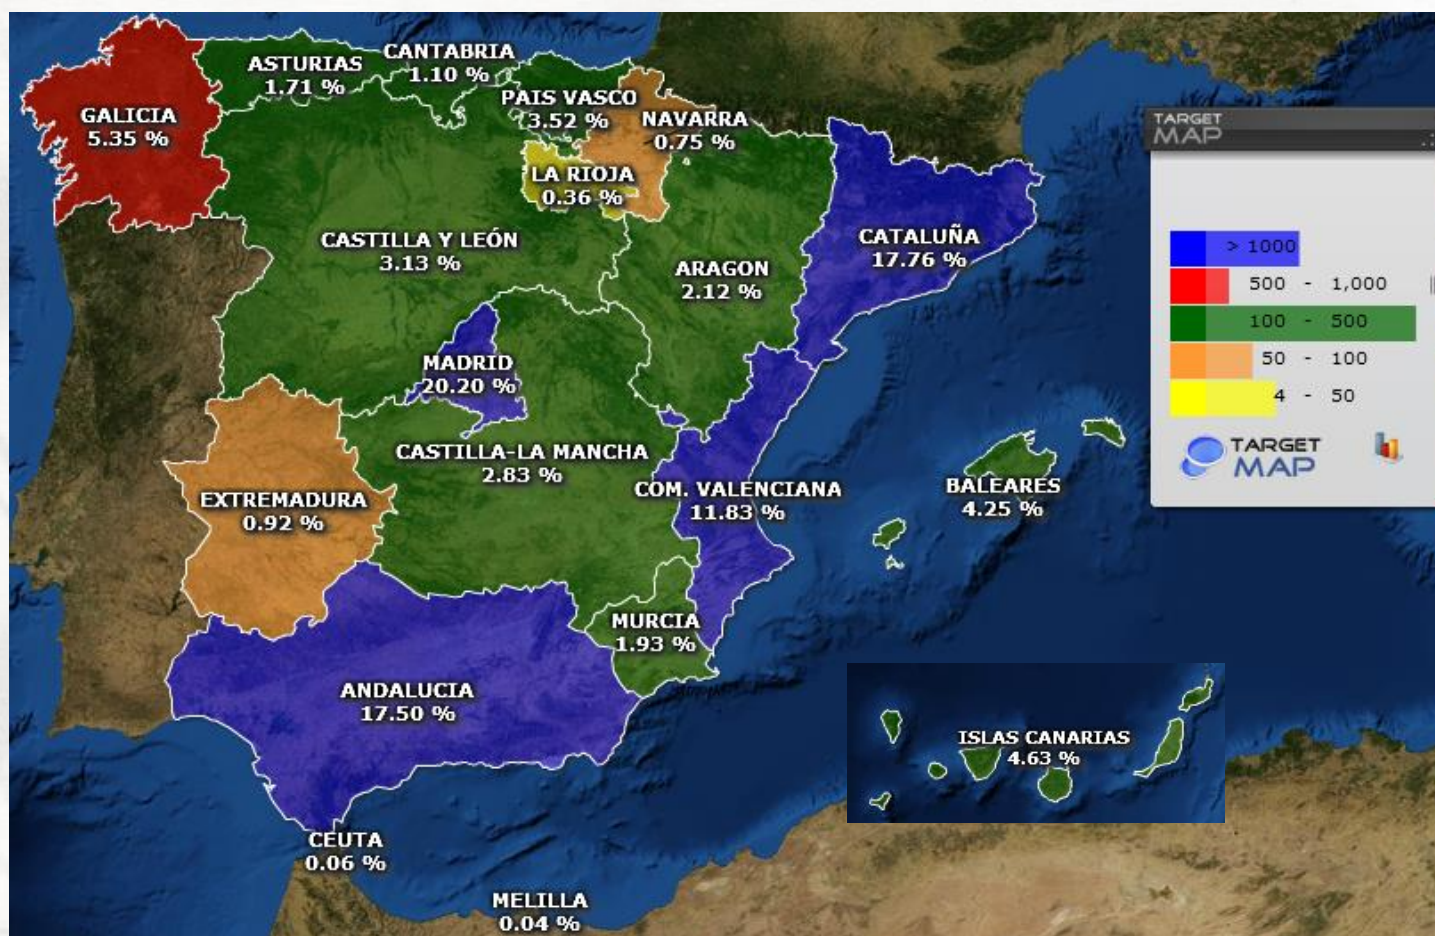 ASTURIAS
1.71 %
CANTABRIA
1.10 %
PAIS VASCO
3.52 %
NAVARRA
0.75 %
GALICIA
5.35 %
LA RIOJA
0.36 %
CASTILLA Y LEÓN
3.13 %
ARAGON
2.12 %
CATALUÑA
17.76 %
MADRID
20.20 %
CASTILLA-LA MANCHA
2.83 %
EXTREMADURA
0.92 %
COM. VALENCIANA
11.83 %
BALEARES
4.25 %
MURCIA
1.93 %
ANDALUCIA
17.50 %
ISLAS CANARIAS
4.63 %
CEUTA
0.06 %
MELILLA
0.04 %
TARGET
MAP
> 1000
500 - 1,000
100 - 500
50 - 100
4 - 50
TARGET
MAP